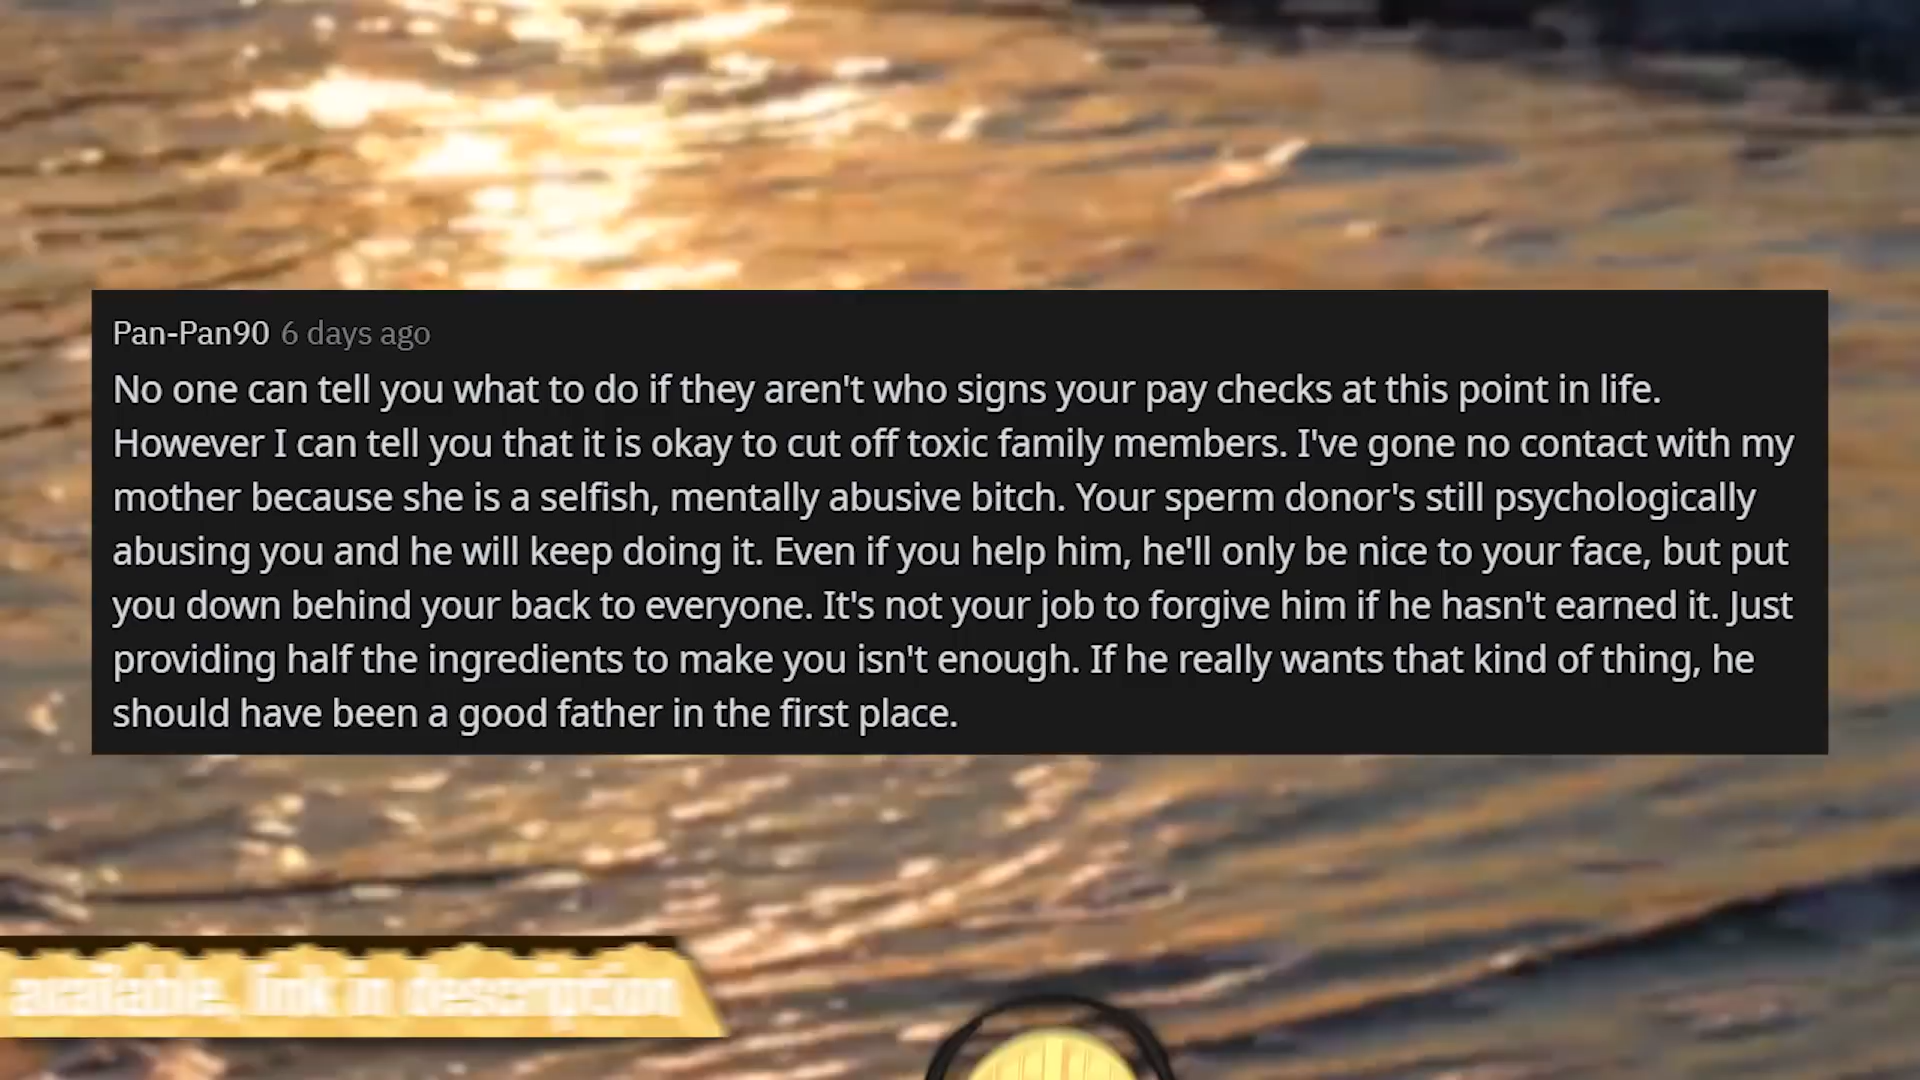 Pan-Pan90 6 days ago
No one can tell you what to do if they aren't who signs your pay checks at this point in life.
However I can tell you that it is okay to cut off toxic family members. I've gone no contact with my
mother because she is a selfish, mentally abusive bitch. Your sperm donor's still psychologically
abusing you and he will keep doing it. Even if you help him, he'll only be nice to your face, but put
you down behind your back to everyone. It's not your job to forgive him if he hasn't earned it. Just
providing half the ingredients to make you isn't enough. If he really wants that kind of thing, he
should have been a good father in the first place.
available, link in description